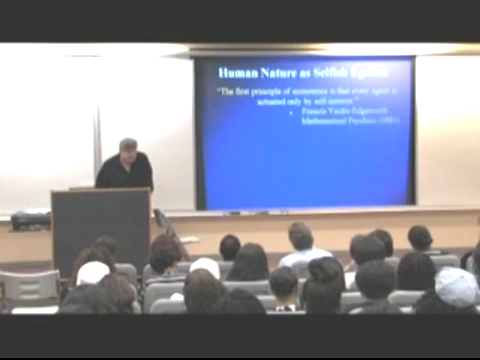 Human Nature as Selfish Egoism
"The first principle of economics is that every agent is
actuated only by self-interest."
Francis Ysidro Edgeworth
Mathematical Psychics (1881)